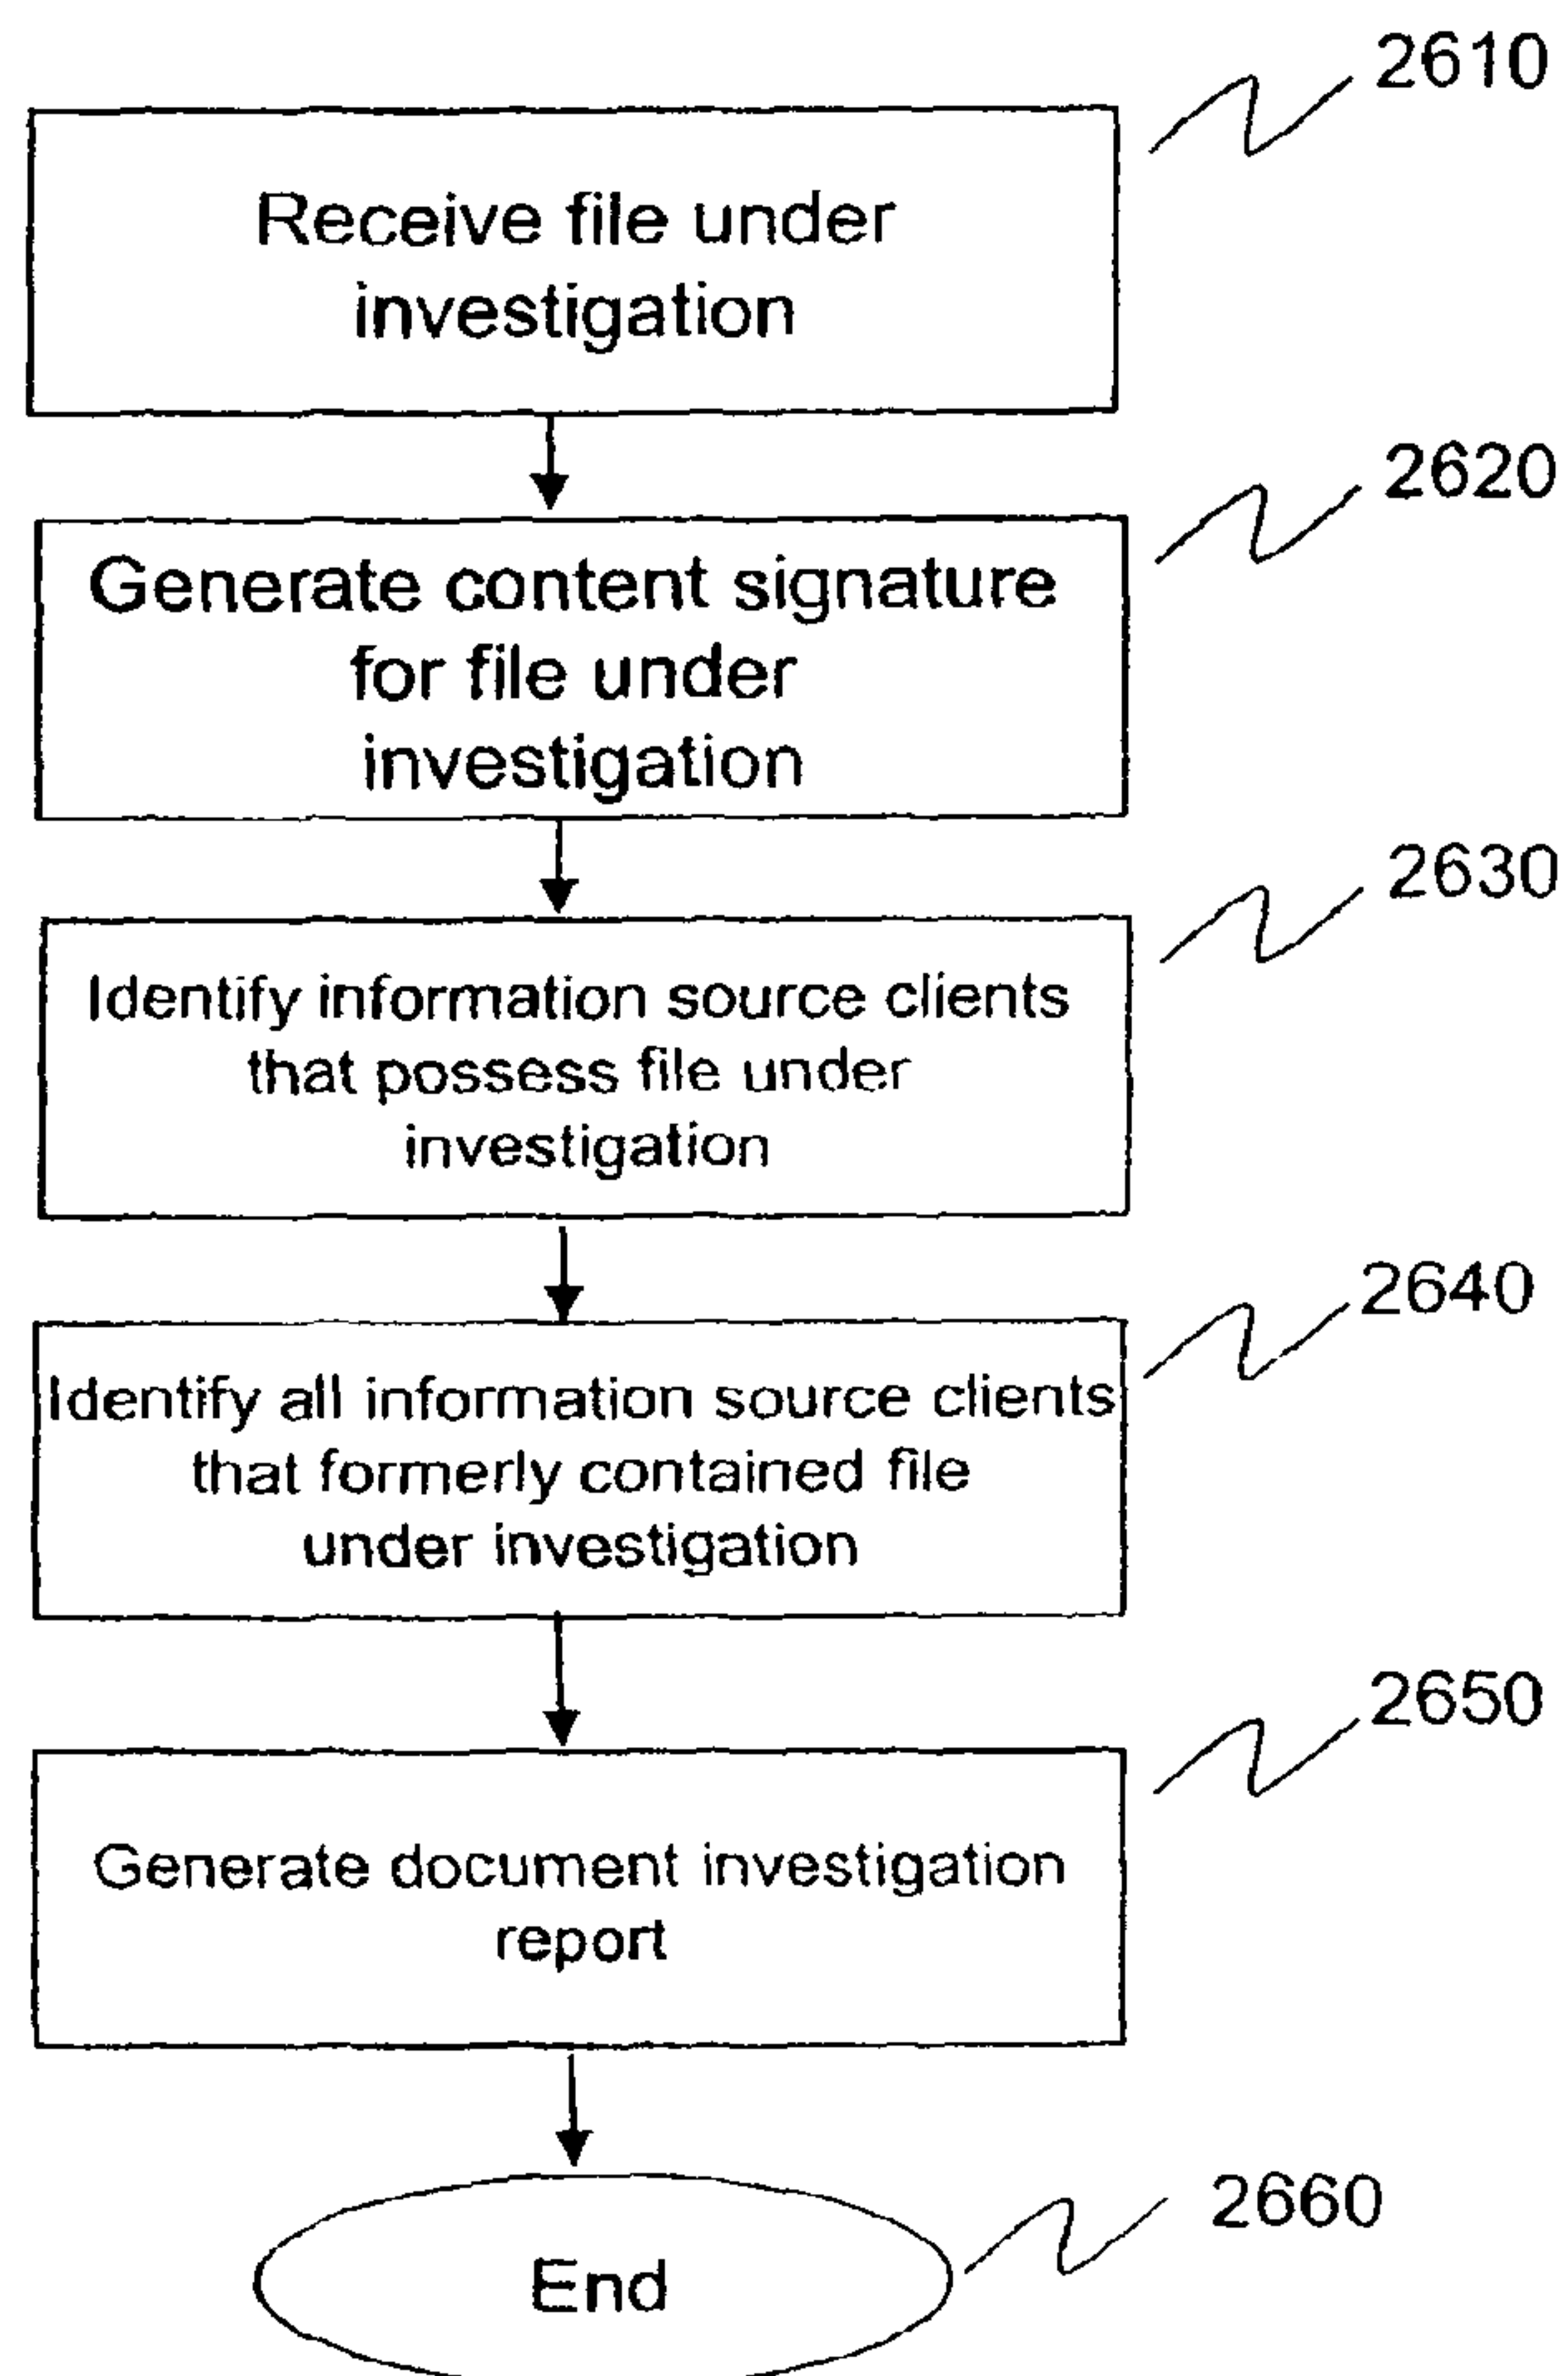 2610
Receive file under
investigation
2620
Generate content signature
for file under
investigation
2630
Identify information source clients
that possess file under
investigation
2640
Identify all information source clients
that formerly contained file
under investigation
2650
Generate document investigation
report
2660
End